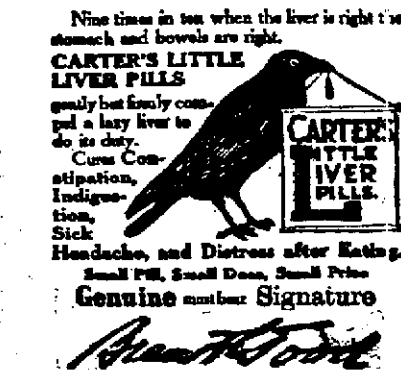 Nine times in ten when the liver is right the
stomach and bowels are right.
CARTER'S LITTLE
LIVER PILLS
gently but firmly com-
pel a lazy liver to
do its duty.
Cures Con-
stipation,
Indiges-
tion,
Sick
Headache, and Distress after Eating.
Small Pill, Small Dose, Small Price
Genuine must bear Signature
CARTER'S
LITTLE
LIVER
PILLS.
Brent Good